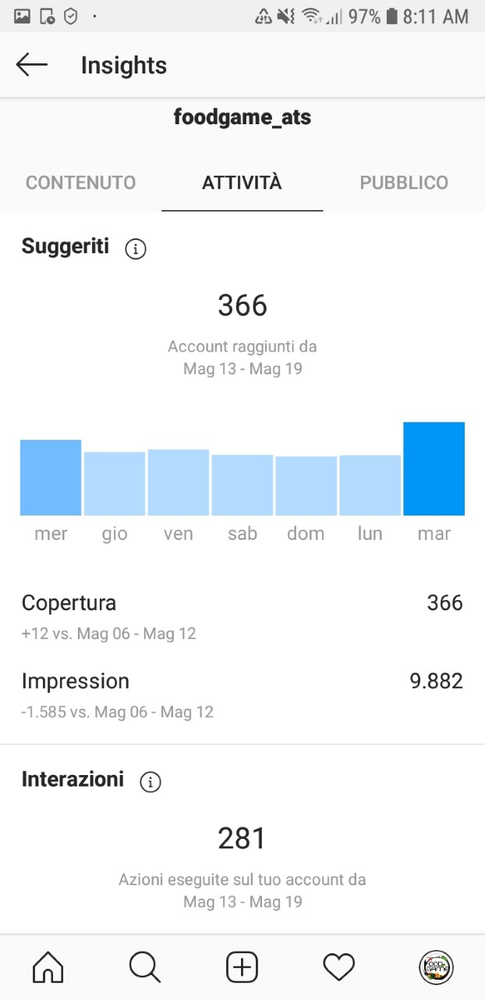 97% 8:11 AM
Insights
foodgame_ats
CONTENUTO ATTIVITÀ PUBBLICO
Suggeriti
366
Account raggiunti da
Mag 13 - Mag 19
mer gio ven sab dom lun mar
Copertura 366
+12 vs. Mag 06 - Mag 12
Impression 9.882
-1.585 vs. Mag 06 - Mag 12
Interazioni
281
Azioni eseguite sul tuo account da
Mag 13 - Mag 19
FOOD
GAME